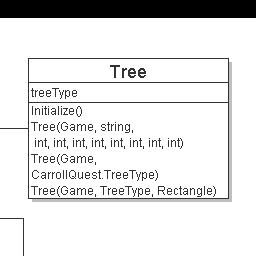 Tree
treeType
Initialize()
Tree(Game, string,
int, int, int, int, int, int, int, int)
Tree(Game,
CarrollQuest.TreeType)
Tree(Game, TreeType, Rectangle)